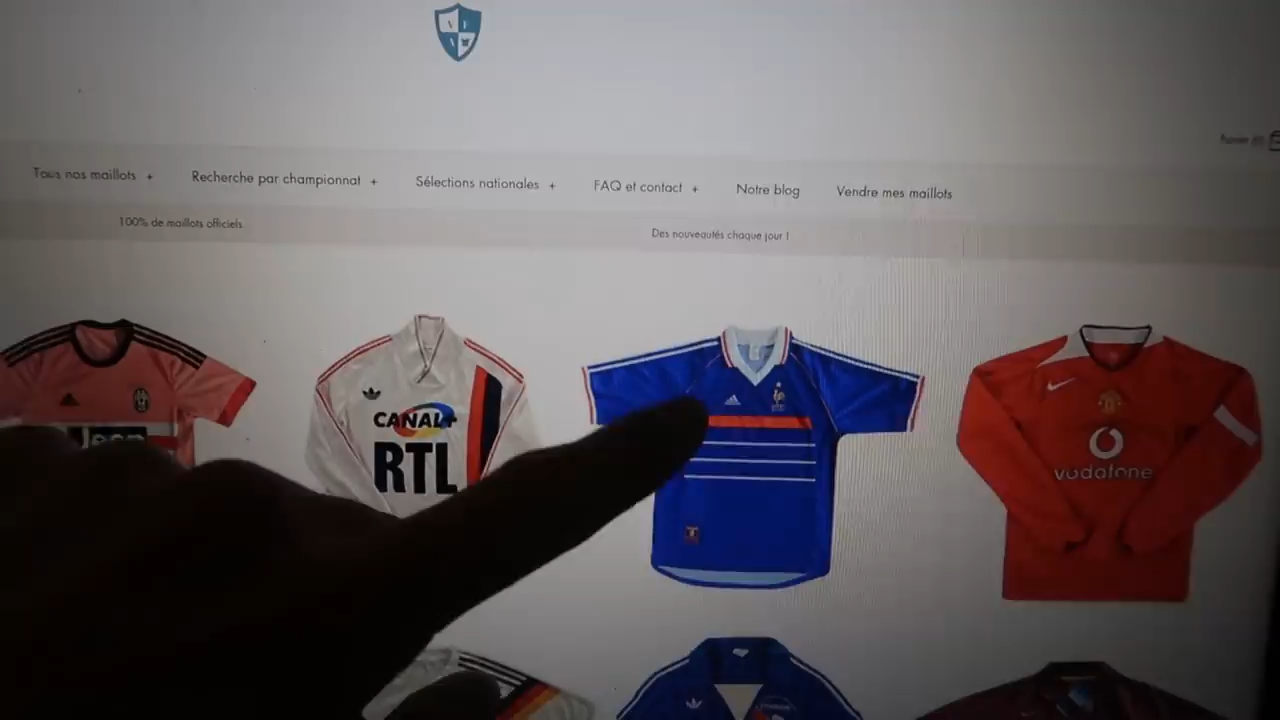 Tous nos maillots +
Recherche par championnat +
Sélections nationales +
FAQ et contact +
Notre blog
Vendre mes maillots
100% de maillots officiels
Des nouveautés chaque jour !
Jeep
CANAL+
RTL
vodafone